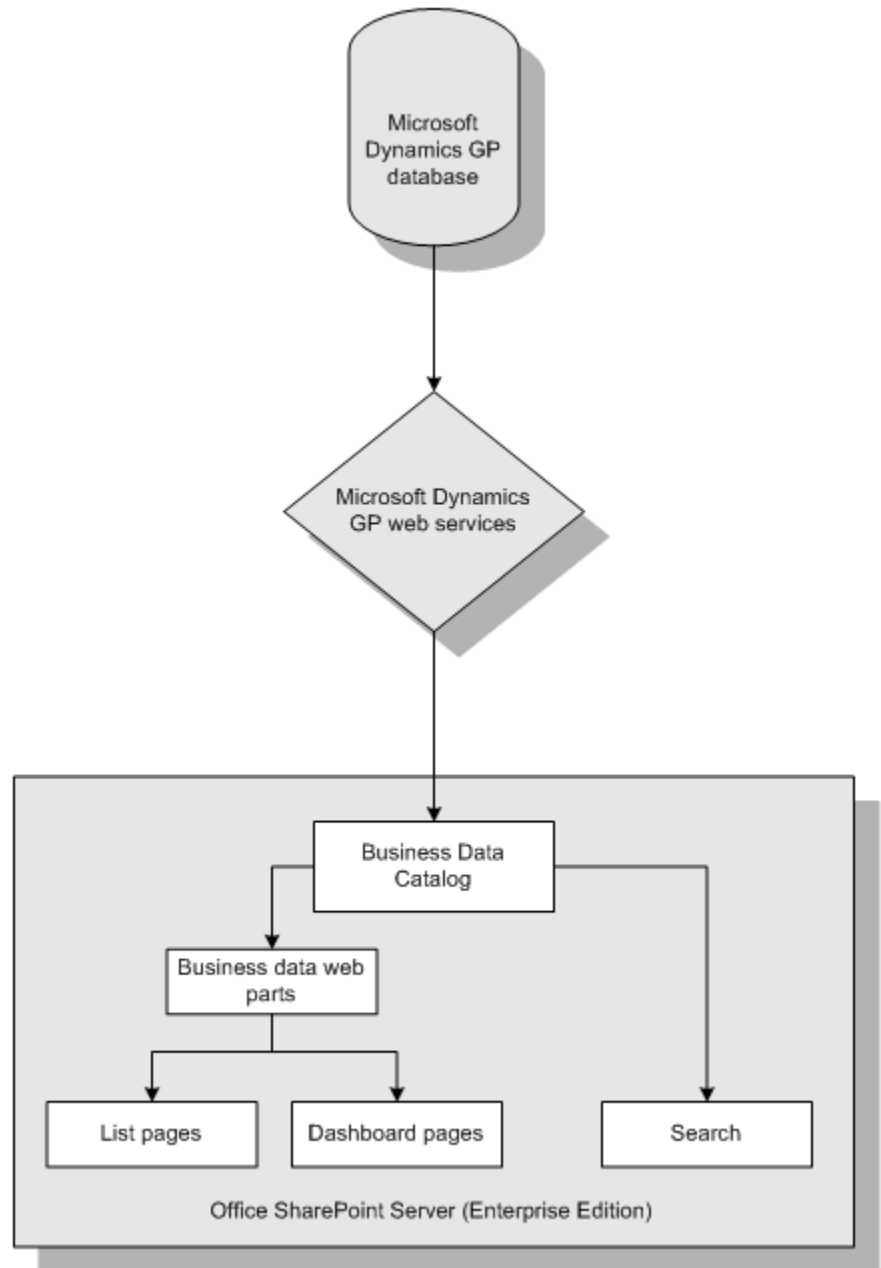 Microsoft
Dynamics GP
database
Microsoft Dynamics
GP web services
Business Data
Catalog
Business data web
parts
List pages
Dashboard pages
Search
Office SharePoint Server (Enterprise Edition)